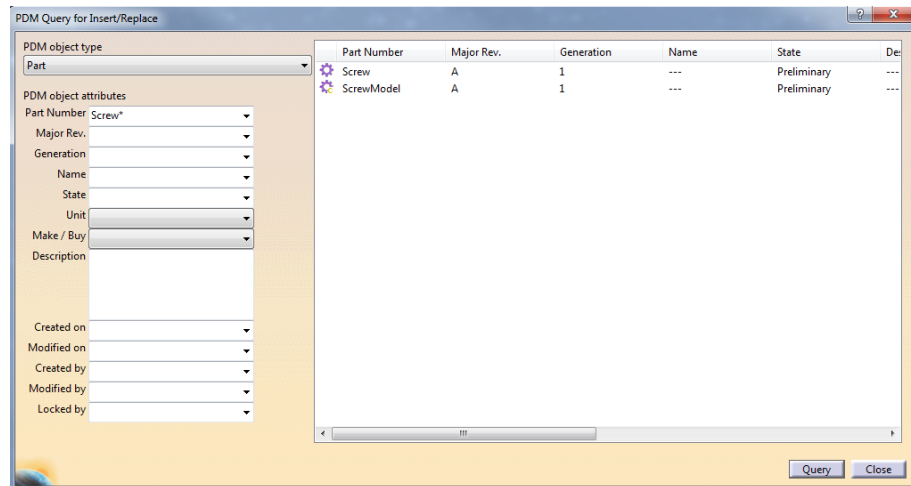 PDM Query for Insert/Replace
PDM object type
Part
PDM object attributes
Part Number Screw*
Major Rev.
Generation
Name
State
Unit
Make / Buy
Description
Created on
Modified on
Created by
Modified by
Locked by
Part Number Major Rev. Generation Name State Des
Screw A 1 --- Preliminary ---
ScrewModel A 1 --- Preliminary ---
Query Close